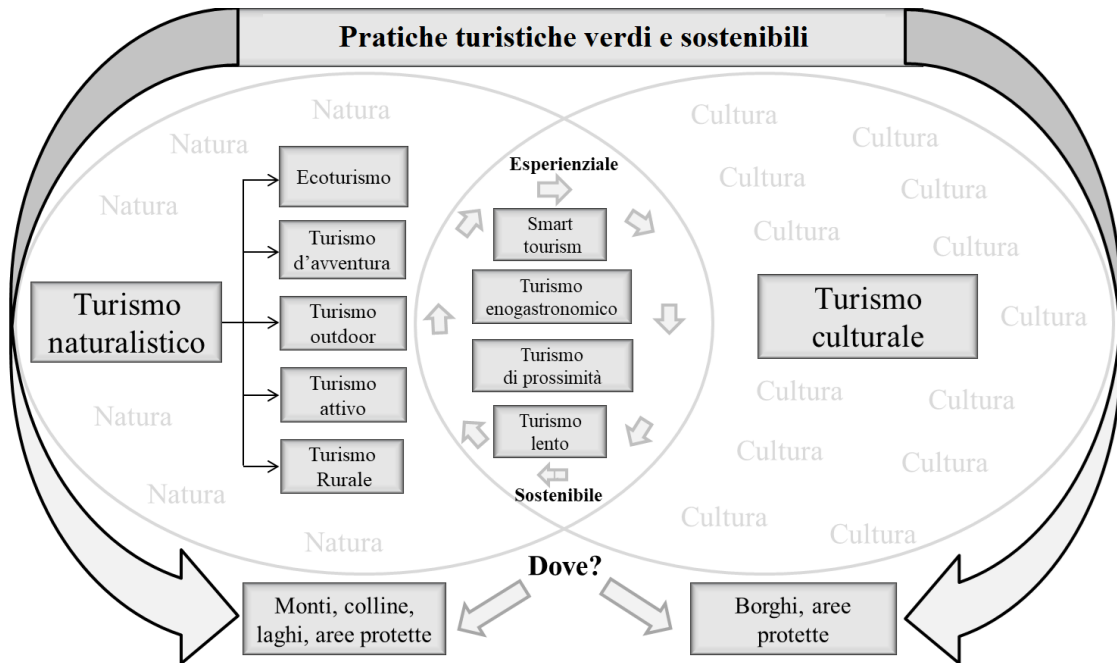 Pratiche turistiche verdi e sostenibili
Natura
Natura
Natura
Natura
Natura
Natura
Turismo
naturalistico
Ecoturismo
Turismo
d'avventura
Turismo
outdoor
Turismo
attivo
Turismo
Rurale
Esperienziale
Smart
tourism
Turismo
enogastronomico
Turismo
di prossimità
Turismo
lento
Sostenibile
Cultura
Cultura
Cultura
Cultura
Cultura
Cultura
Cultura
Cultura
Turismo
culturale
Cultura
Cultura
Cultura
Cultura
Cultura
Cultura
Dove?
Monti, colline,
laghi, aree protette
Borghi, aree
protette